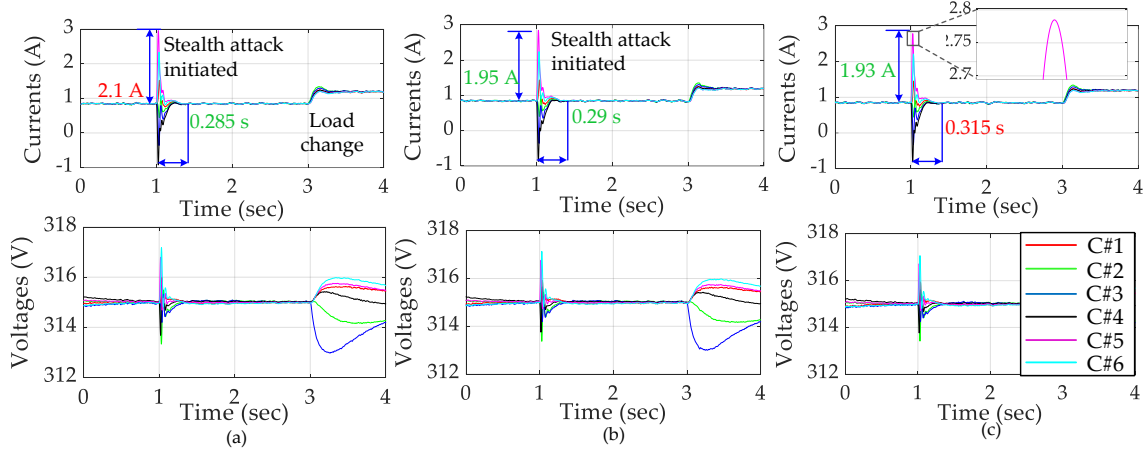 3
2
1
0
-1
Currents (A)
Stealth attack
initiated
2.1 A
0.285 s
Load
change
0
1
2
3
4
Time (sec)
3
2
1
0
-1
Currents (A)
Stealth attack
initiated
1.95 A
0.29 s
0
1
2
3
4
Time (sec)
3
2
1
0
-1
Currents (A)
2.8
2.75
2.7
1.93 A
0.315 s
0
1
2
3
4
Time (sec)
318
316
314
312
Voltages (V)
0
1
2
3
4
Time (sec)
(a)
318
316
314
312
Voltages (V)
0
1
2
3
4
Time (sec)
(b)
318
316
314
312
Voltages (V)
C#1
C#2
C#3
C#4
C#5
C#6
0
1
2
3
4
Time (sec)
(c)